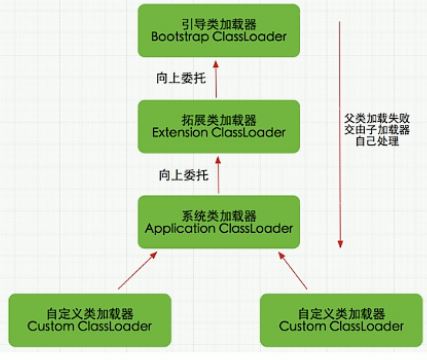 引导类加载器
Bootstrap ClassLoader
向上委托
拓展类加载器
Extension ClassLoader
父类加载失败
交由子加载器
自己处理
向上委托
系统类加载器
Application ClassLoader
自定义类加载器
Custom ClassLoader
自定义类加载器
Custom ClassLoader